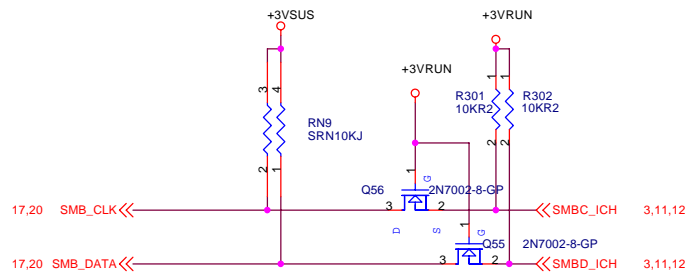 +3VSUS
+3VRUN
+3VRUN
3
4
1
1
R301
10KR2
R302
10KR2
RN9
SRN10KJ
2
1
2
2
1
G
Q56
2N7002-8-GP
17,20 SMB_CLK
3
2
SMBC_ICH 3,11,12
D
S
1
G
Q55
2N7002-8-GP
17,20 SMB_DATA
3
2
SMBD_ICH 3,11,12